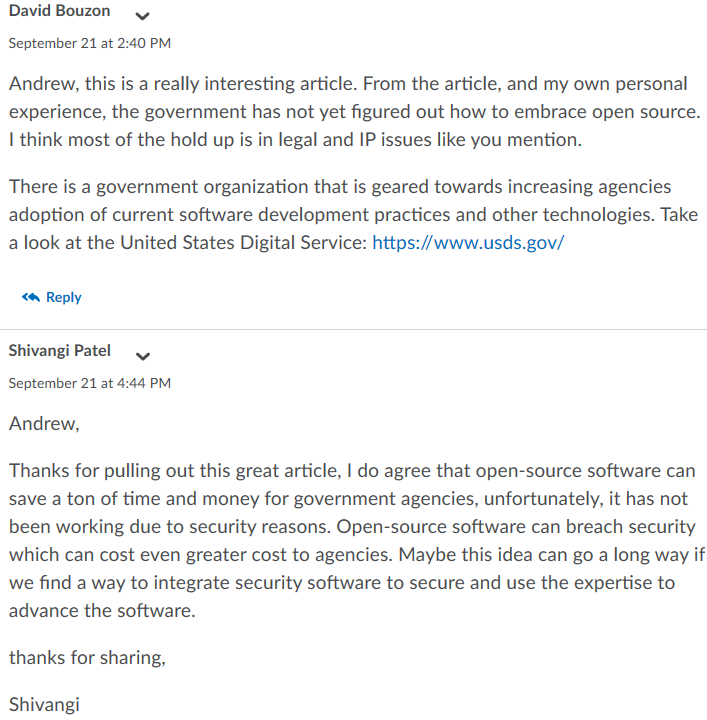 David Bouzon
September 21 at 2:40 PM
Andrew, this is a really interesting article. From the article, and my own personal
experience, the government has not yet figured out how to embrace open source.
I think most of the hold up is in legal and IP issues like you mention.
There is a government organization that is geared towards increasing agencies
adoption of current software development practices and other technologies. Take
a look at the United States Digital Service: https://www.usds.gov/
Reply
Shivangi Patel
September 21 at 4:44 PM
Andrew,
Thanks for pulling out this great article, I do agree that open-source software can
save a ton of time and money for government agencies, unfortunately, it has not
been working due to security reasons. Open-source software can breach security
which can cost even greater cost to agencies. Maybe this idea can go a long way if
we find a way to integrate security software to secure and use the expertise to
advance the software.
thanks for sharing,
Shivangi